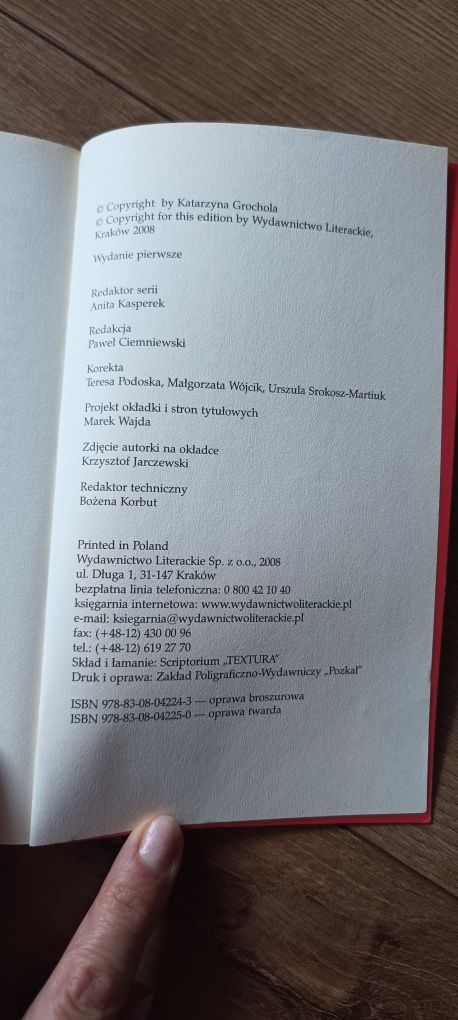 © Copyright by Katarzyna Grochola
© Copyright for this edition by Wydawnictwo Literackie,
Kraków 2008
Wydanie pierwsze
Redaktor serii
Anita Kasperek
Redakcja
Paweł Ciemniewski
Korekta
Teresa Podoska, Małgorzata Wójcik, Urszula Srokosz-Martiuk
Projekt okładki i stron tytułowych
Marek Wajda
Zdjęcie autorki na okładce
Krzysztof Jarczewski
Redaktor techniczny
Bożena Korbut
Printed in Poland
Wydawnictwo Literackie Sp. z o.o., 2008
ul. Długa 1, 31-147 Kraków
bezpłatna linia telefoniczna: 0 800 42 10 40
księgarnia internetowa: www.wydawnictwoliterackie.pl
e-mail: ksiegarnia@wydawnictwoliterackie.pl
fax: (+48-12) 430 00 96
tel.: (+48-12) 619 27 70
Skład i łamanie: Scriptorium „TEXTURA”
Druk i oprawa: Zakład Poligraficzno-Wydawniczy „Pozkal”
ISBN 978-83-08-04224-3 — oprawa broszurowa
ISBN 978-83-08-04225-0 — oprawa twarda